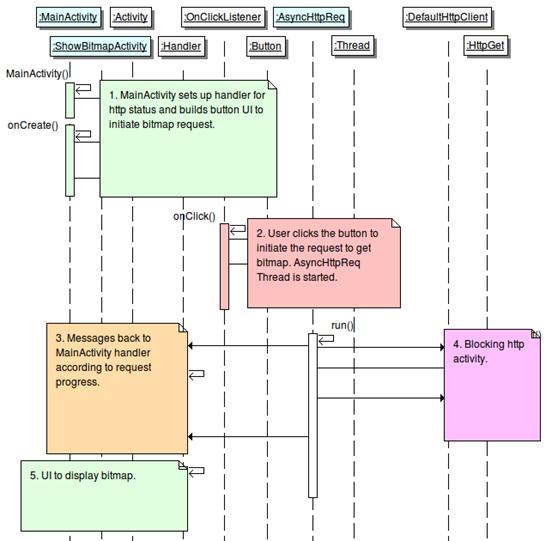 :MainActivity
:Activity
:OnClickListener
:AsyncHttpReq
:DefaultHttpClient
:ShowBitmapActivity
:Handler
:Button
:Thread
:HttpGet
MainActivity()
1. MainActivity sets up handler for
http status and builds button UI to
initiate bitmap request.
onCreate()
onClick()
2. User clicks the button to
initiate the request to get
bitmap. AsyncHttpReq
Thread is started.
run()
3. Messages back to
MainActivity handler
according to request
progress.
4. Blocking http
activity.
5. UI to display bitmap.